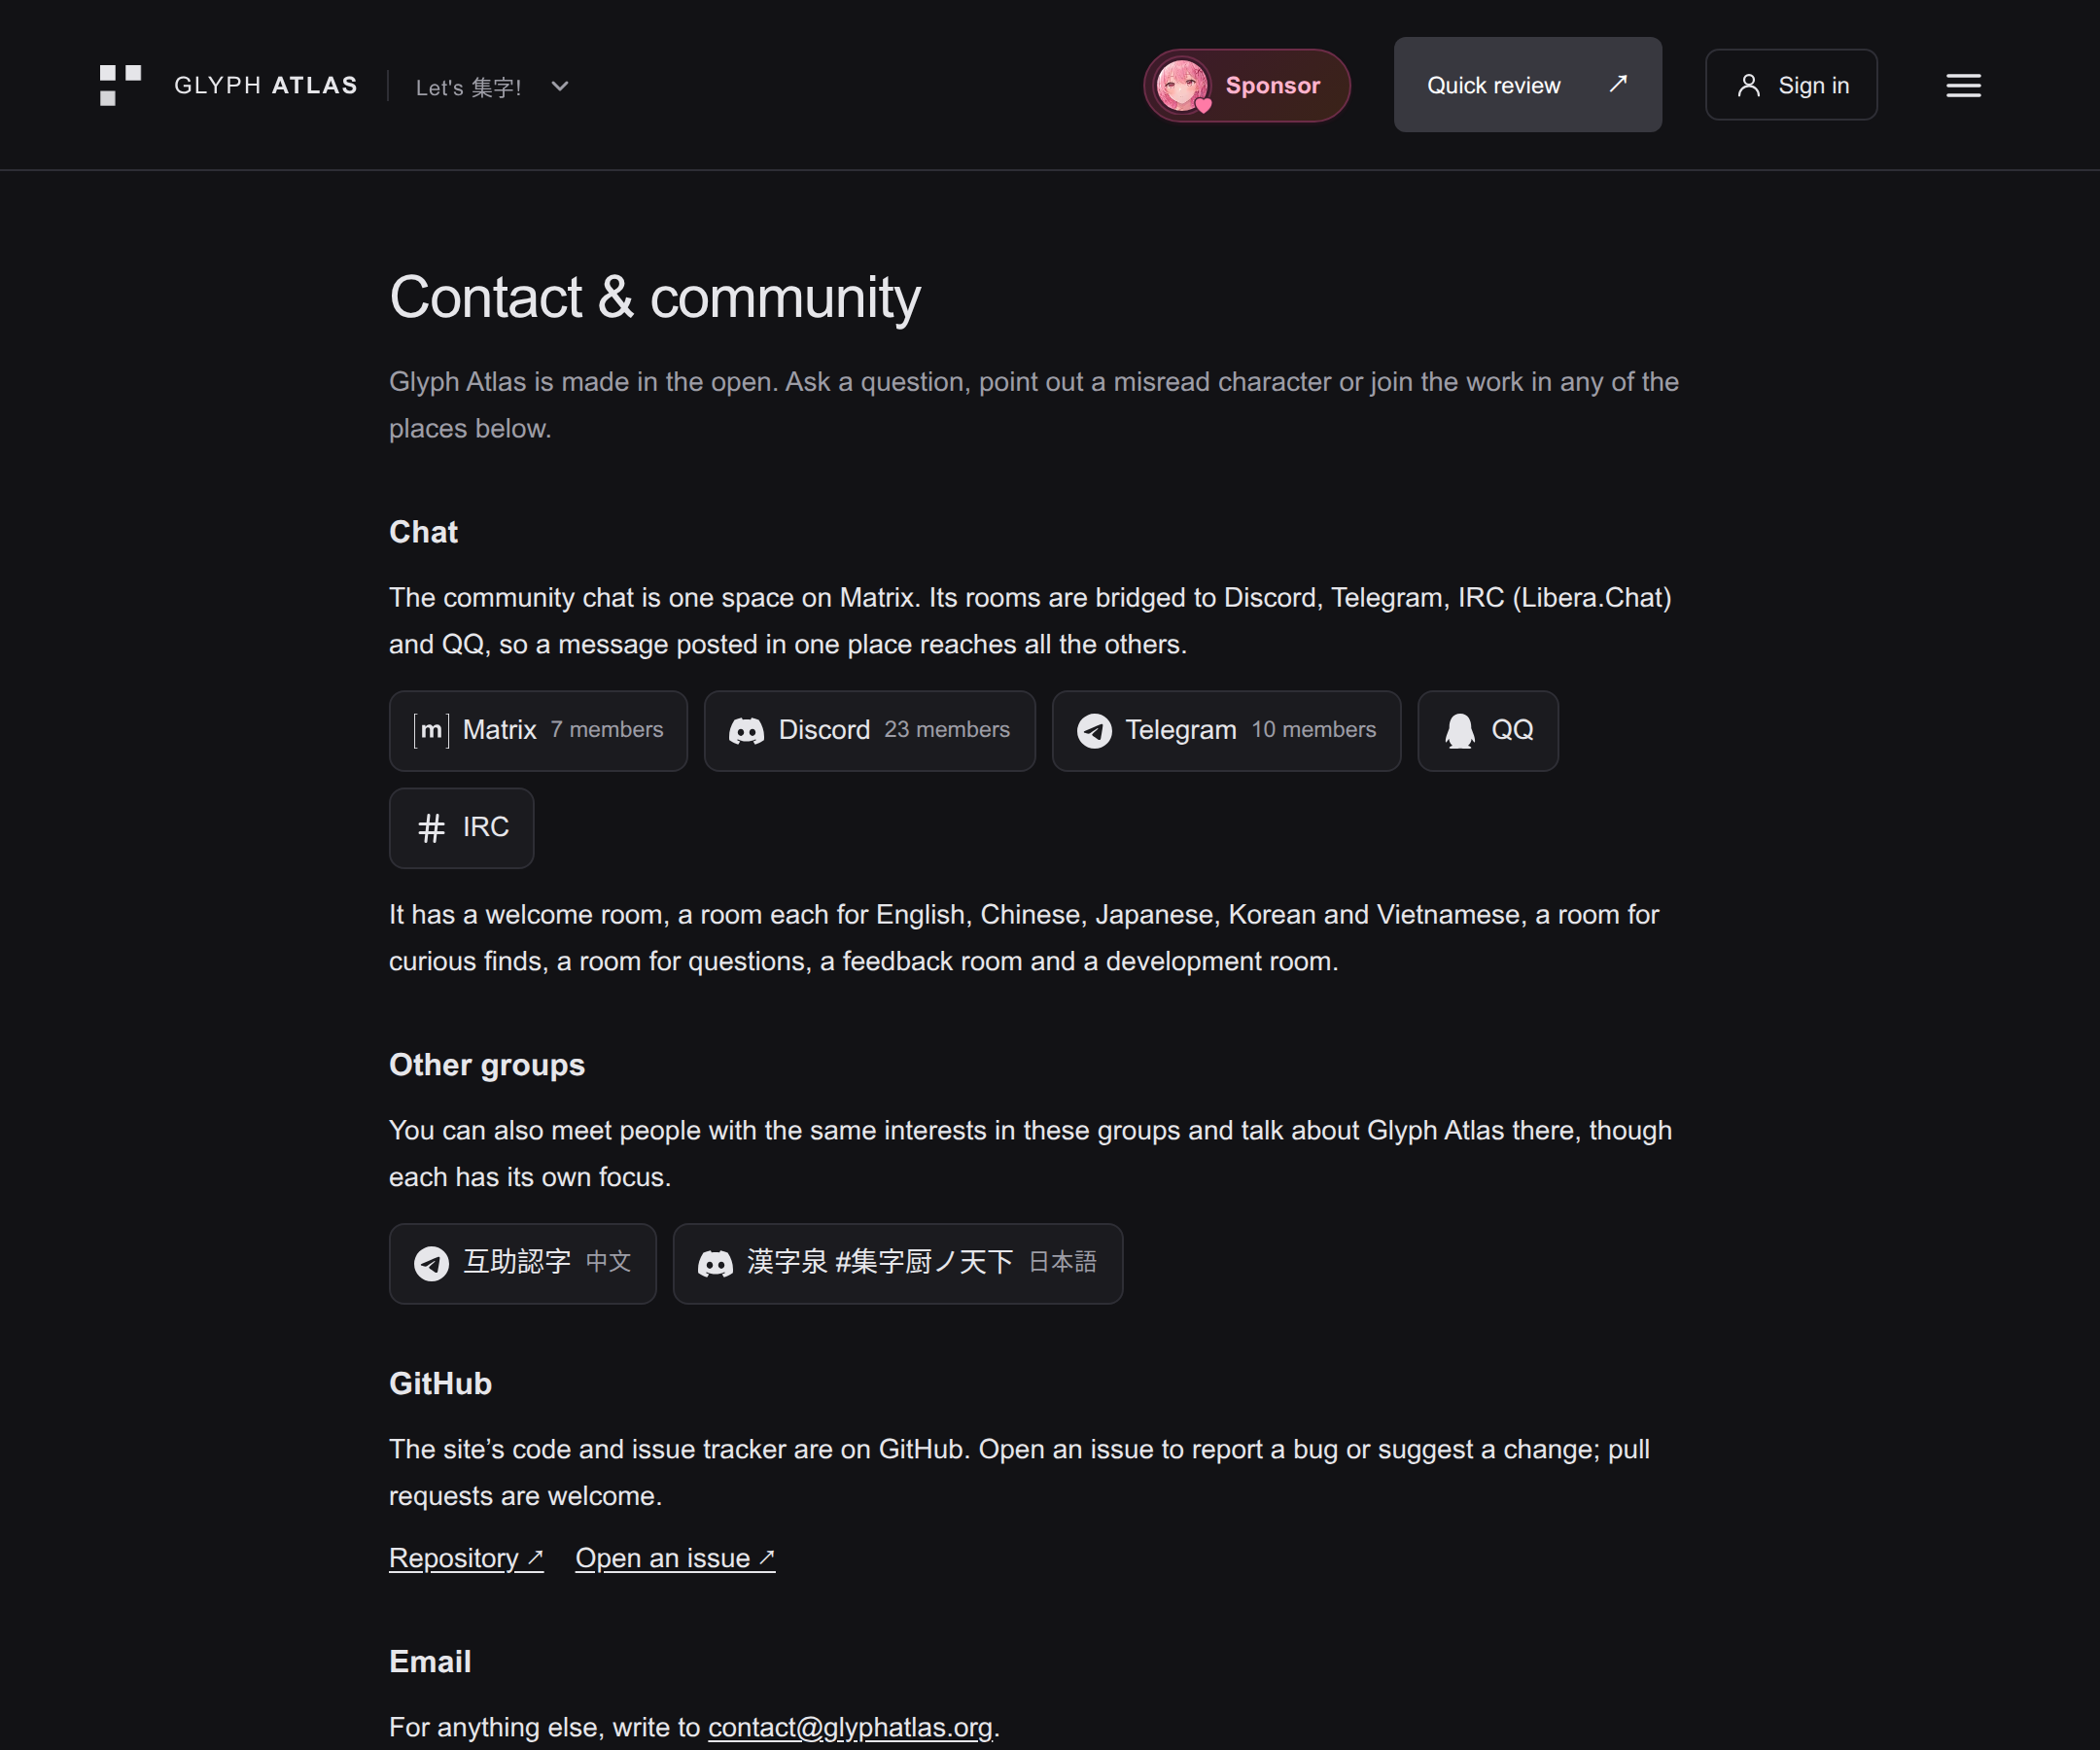 GLYPH ATLAS
Let's 集字!
Sponsor
Quick review ↗
Sign in
Contact & community
Glyph Atlas is made in the open. Ask a question, point out a misread character or join the work in any of the
places below.
Chat
The community chat is one space on Matrix. Its rooms are bridged to Discord, Telegram, IRC (Libera.Chat)
and QQ, so a message posted in one place reaches all the others.
[m] Matrix 7 members
Discord 23 members
Telegram 10 members
QQ
# IRC
It has a welcome room, a room each for English, Chinese, Japanese, Korean and Vietnamese, a room for
curious finds, a room for questions, a feedback room and a development room.
Other groups
You can also meet people with the same interests in these groups and talk about Glyph Atlas there, though
each has its own focus.
互助認字 中文
漢字泉 #集字厨ノ天下 日本語
GitHub
The site’s code and issue tracker are on GitHub. Open an issue to report a bug or suggest a change; pull
requests are welcome.
Repository ↗ Open an issue ↗
Email
For anything else, write to contact@glyphatlas.org.